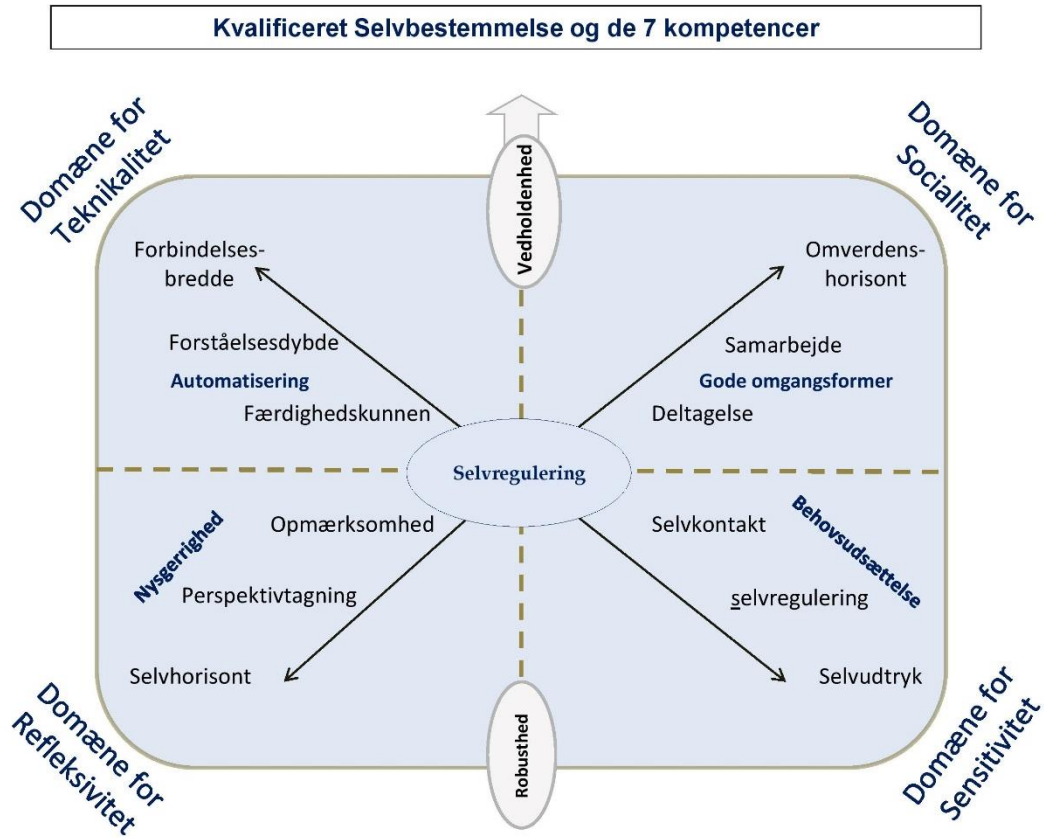 Kvalificeret Selvbestemmelse og de 7 kompetencer
Domæne for
Teknikalitet
Vedholdenhed
Domæne for
Socialitet
Forbindelses-
bredde
Omverdens-
horisont
Forståelsesdybde
Samarbejde
Automatisering
Gode omgangsformer
Færdighedskunnen
Deltagelse
Selvregulering
Opmærksomhed
Selvkontakt
Nysgerrighed
Behovsudsættelse
Perspektivtagning
selvregulering
Selvhorisont
Selvudtryk
Domæne for
Refleksivitet
Robusthed
Domæne for
Sensitivitet